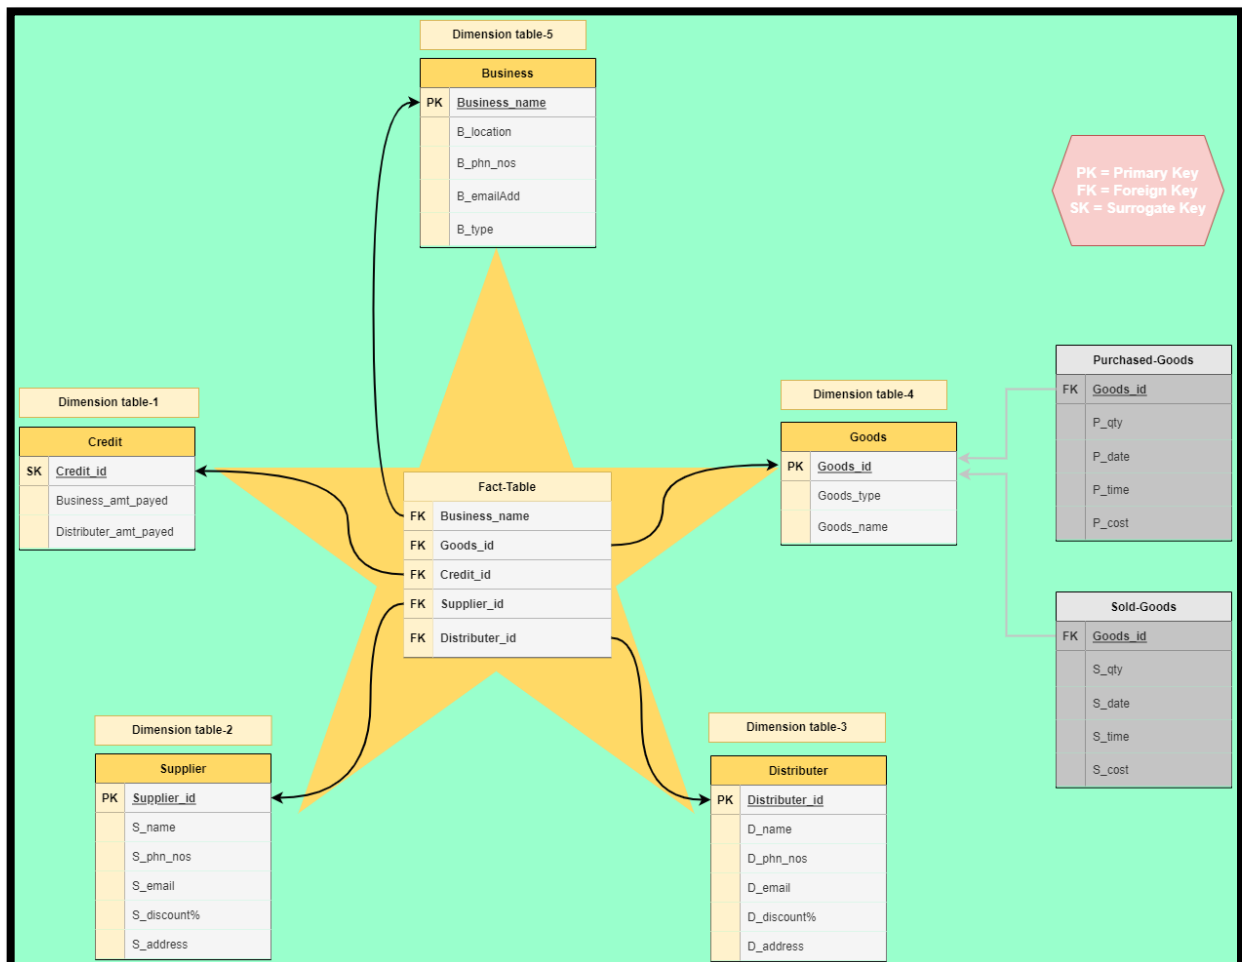 Dimension table-5
Business
PK Business_name
B_location
B_phn_nos
B_emailAdd
B_type
PK = Primary Key
FK = Foreign Key
SK = Surrogate Key
Dimension table-1
Credit
SK Credit_id
Business_amt_payed
Distributer_amt_payed
Fact-Table
FK Business_name
FK Goods_id
FK Credit_id
FK Supplier_id
FK Distributer_id
Dimension table-4
Goods
PK Goods_id
Goods_type
Goods_name
Purchased-Goods
FK Goods_id
P_qty
P_date
P_time
P_cost
Sold-Goods
FK Goods_id
S_qty
S_date
S_time
S_cost
Dimension table-2
Supplier
PK Supplier_id
S_name
S_phn_nos
S_email
S_discount%
S_address
Dimension table-3
Distributer
PK Distributer_id
D_name
D_phn_nos
D_email
D_discount%
D_address